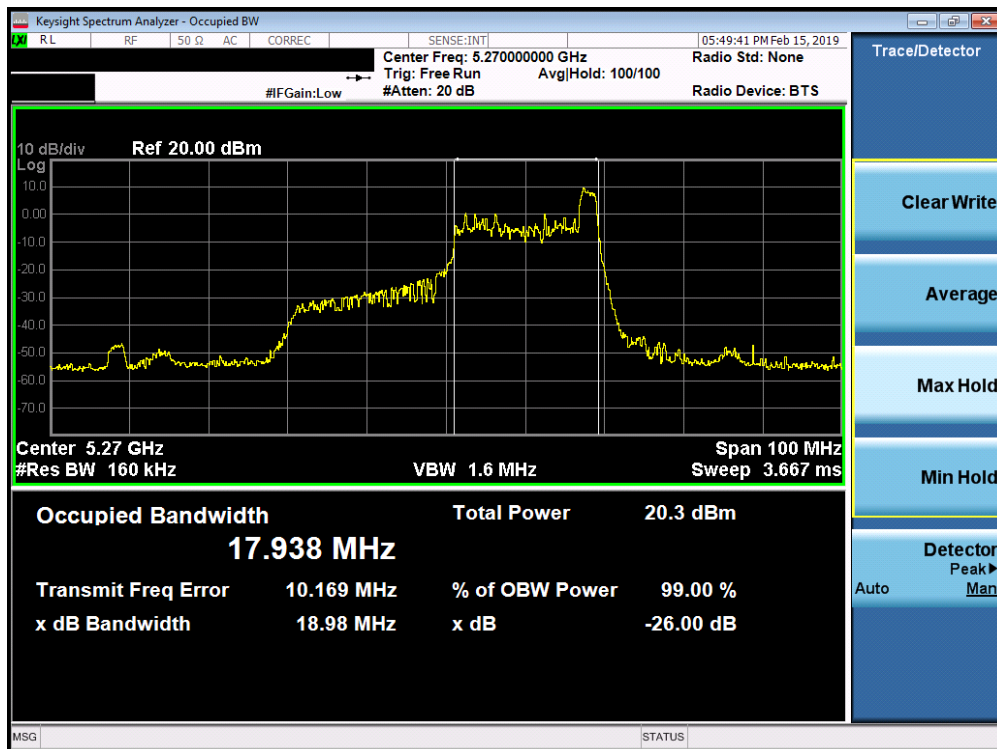 Keysight Spectrum Analyzer - Occupied BW
LXI RL RF 50 Ω AC CORREC SENSE:INT 05:49:41 PM Feb 15, 2019
Center Freq: 5.270000000 GHz Radio Std: None
Trig: Free Run Avg|Hold: 100/100
#IFGain:Low #Atten: 20 dB Radio Device: BTS
Trace/Detector
10 dB/div Ref 20.00 dBm
Log
10.0
0.00
-10.0
-20.0
-30.0
-40.0
-50.0
-60.0
-70.0
Center 5.27 GHz Span 100 MHz
#Res BW 160 kHz VBW 1.6 MHz Sweep 3.667 ms
Occupied Bandwidth Total Power 20.3 dBm
17.938 MHz
Transmit Freq Error 10.169 MHz % of OBW Power 99.00 %
x dB Bandwidth 18.98 MHz x dB -26.00 dB
Clear Write
Average
Max Hold
Min Hold
Detector
Peak▶
Auto Man
MSG STATUS